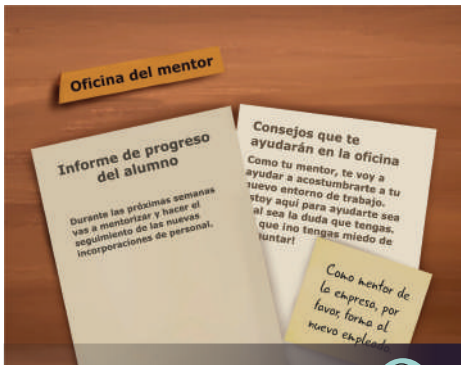 Oficina del mentor
Informe de progreso
del alumno
Durante las próximas semanas
vas a mentorizar y hacer el
seguimiento de las nuevas
incorporaciones de personal.
Consejos que te
ayudarán en la oficina
Como tu mentor, te voy a
ayudar a acostumbrarte a tu
nuevo entorno de trabajo.
stoy aquí para ayudarte sea
al sea la duda que tengas.
que ¡no tengas miedo de
untar!
Como mentor de
la empresa, por
favor, forma al
nuevo empleado